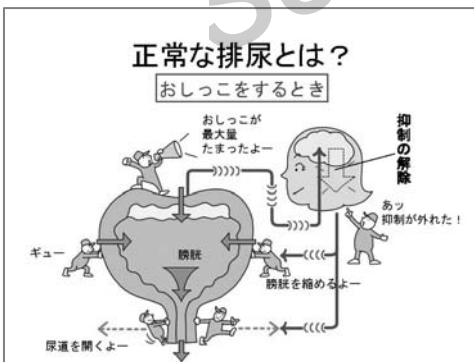 正常な排尿とは？
おしっこをするとき
おしっこが
最大量
たまったよー
抑制の解除
あッ
抑制が外れた！
ギュー
膀胱
膀胱を縮めるよー
尿道を開くよー